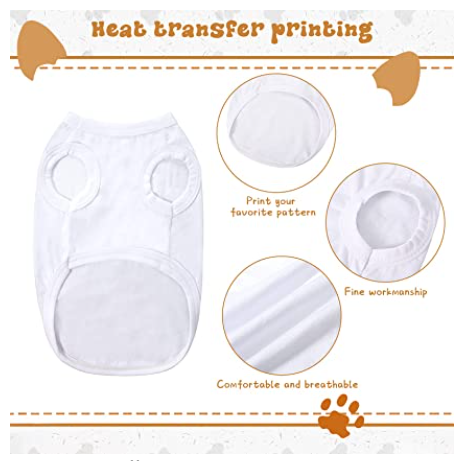 Heat transfer printing
Print your
favorite pattern
Fine workmanship
Comfortable and breathable